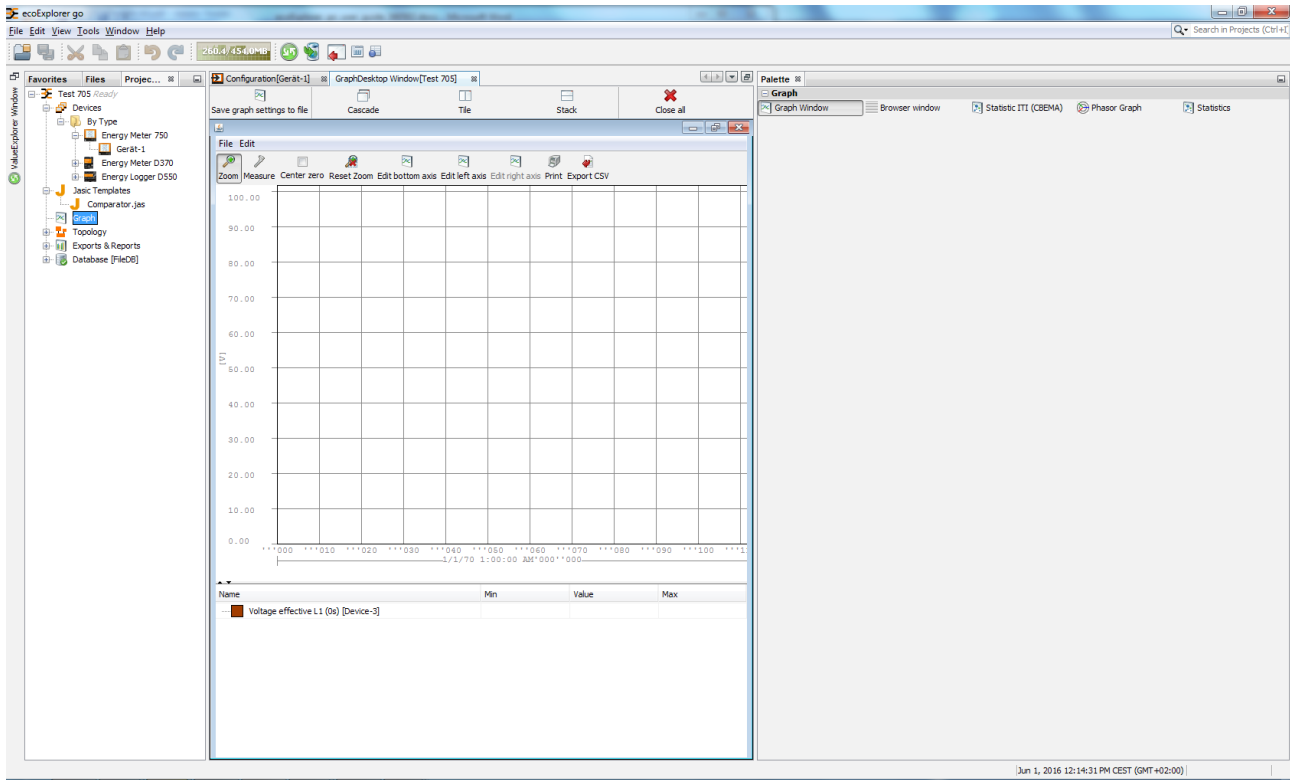 ecoExplorer go
File Edit View Tools Window Help
Search in Projects (Ctrl+I)
260.4/454.0MB
ValueExplorer Window
Favorites Files Projec...
Test 705 Ready
Devices
By Type
Energy Meter 750
Gerät-1
Energy Meter D370
Energy Logger D550
Jasic Templates
Comparator.jas
Graph
Topology
Exports & Reports
Database [FileDB]
Configuration[Gerät-1] GraphDesktop Window[Test 705]
Save graph settings to file Cascade Tile Stack Close all
File Edit
Zoom Measure Center zero Reset Zoom Edit bottom axis Edit left axis Edit right axis Print Export CSV
100.00
90.00
80.00
70.00
60.00
[V]
50.00
40.00
30.00
20.00
10.00
0.00
'''000 '''010 '''020 '''030 '''040 '''050 '''060 '''070 '''080 '''090 '''100 '''1
1/1/70 1:00:00 AM'000''000
Name Min Value Max
Voltage effective L1 (0s) [Device-3]
Palette
Graph
Graph Window Browser window Statistic ITI (CBEMA) Phasor Graph Statistics
Jun 1, 2016 12:14:31 PM CEST (GMT+02:00)